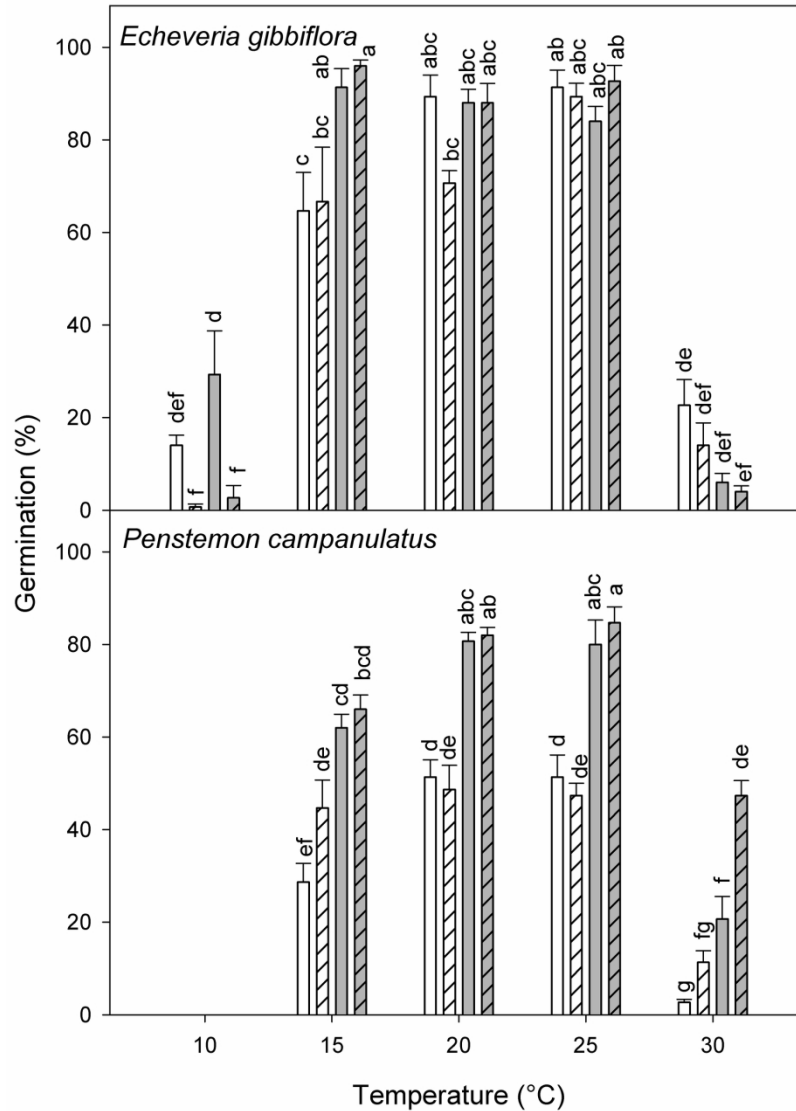 Echeveria gibbiflora
100
80
60
40
20
0
def
f
d
f
c
bc
ab
a
abc
bc
abc
abc
ab
abc
abc
ab
de
def
def
ef
Germination (%)
Penstemon campanulatus
100
80
60
40
20
0
ef
de
cd
bcd
d
de
abc
ab
d
de
abc
a
g
fg
f
de
10 15 20 25 30
Temperature (°C)